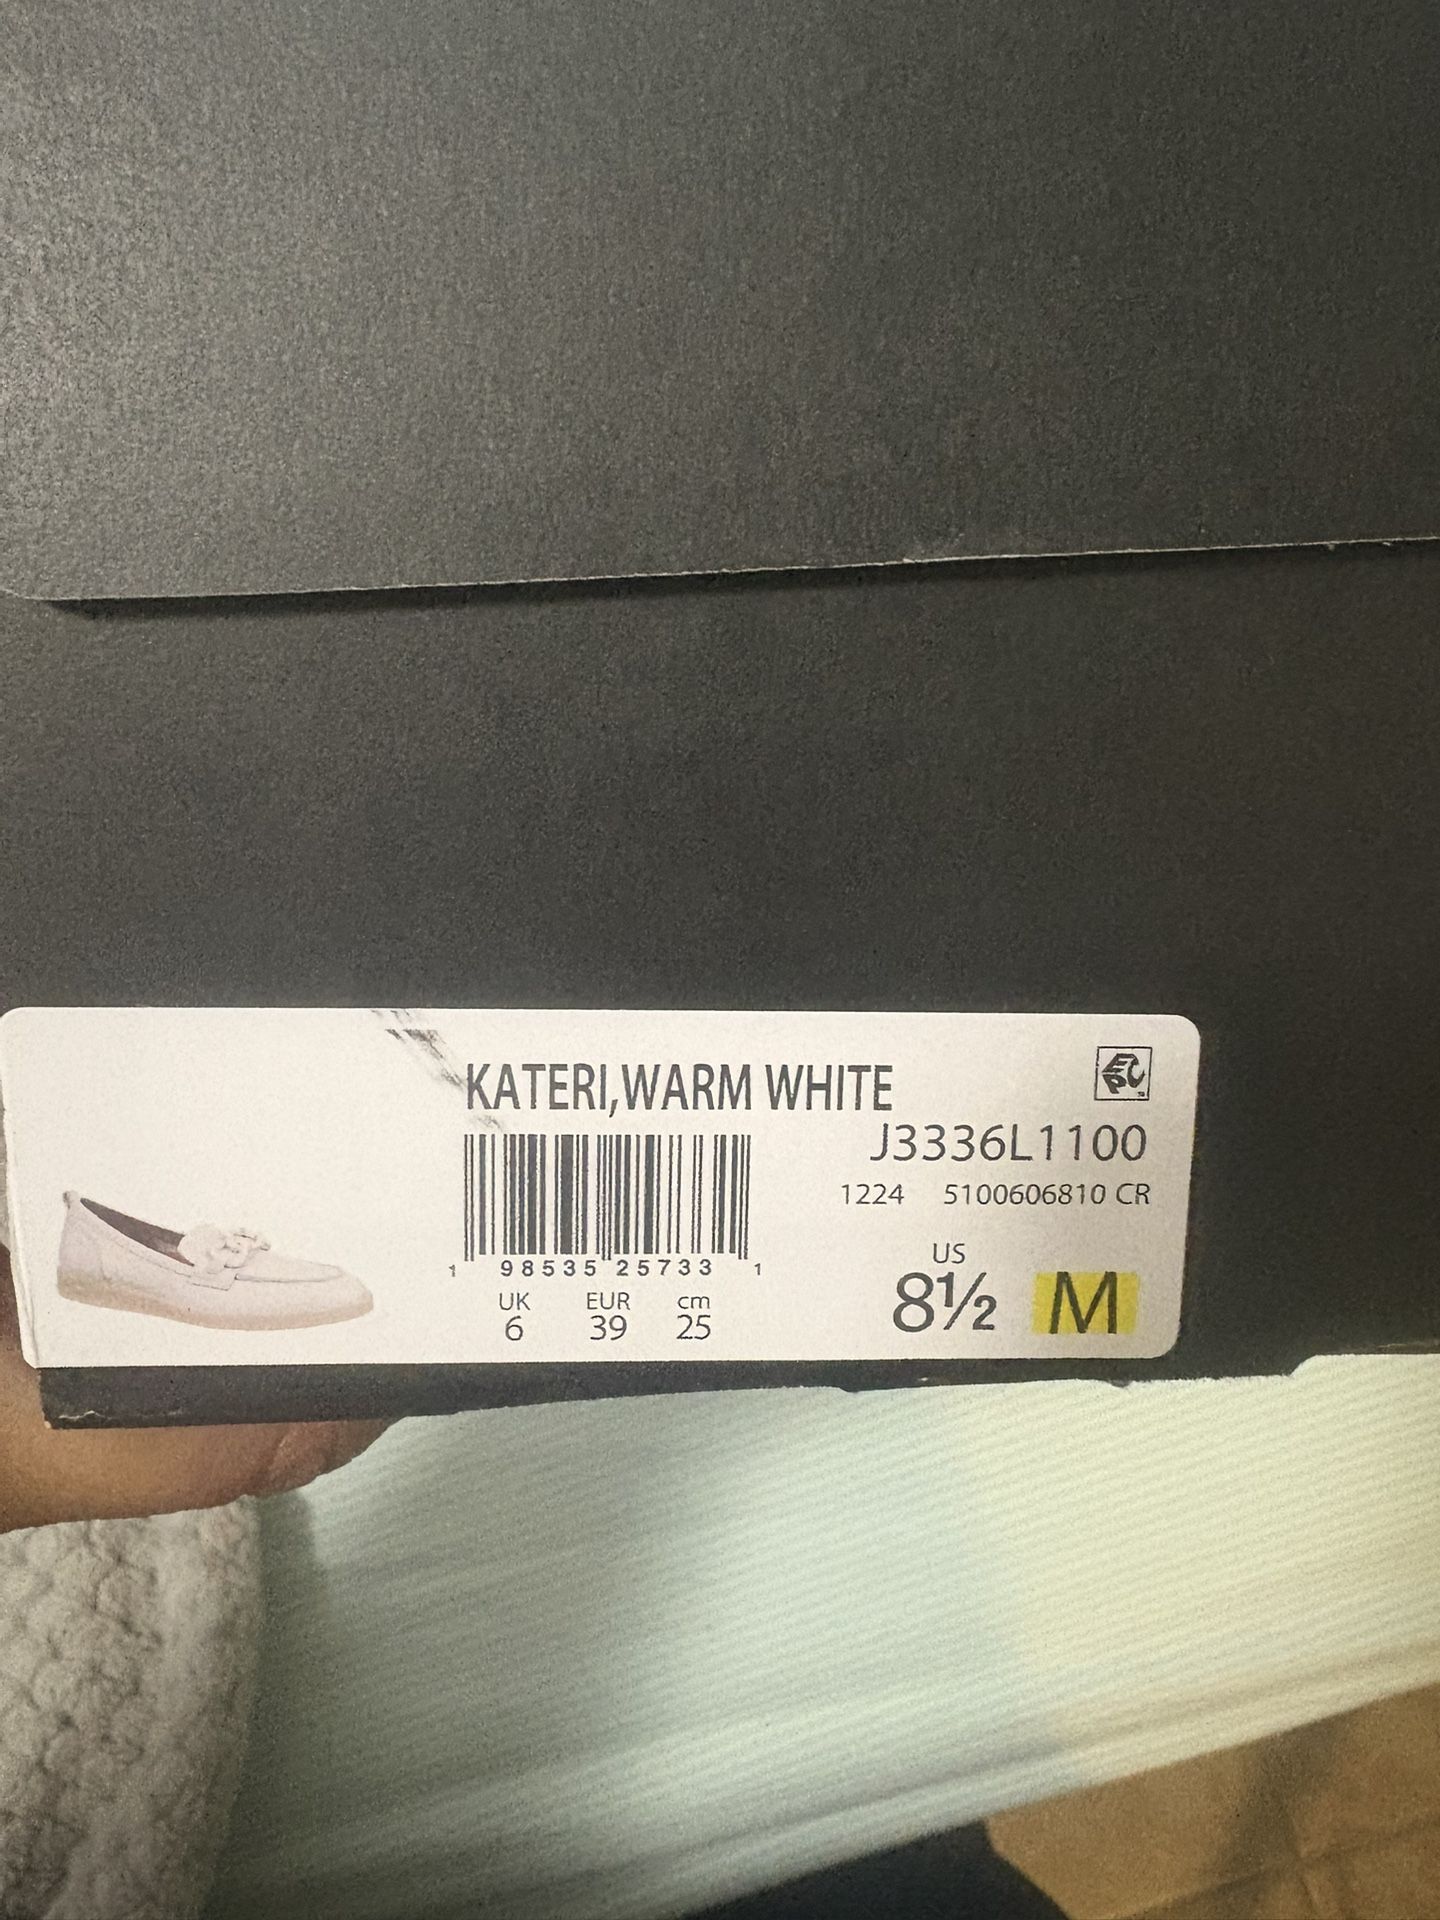 KATERI,WARM WHITE
J3336L1100
1224 5100606810 CR
1 98535 25733 1
UK EUR cm
6 39 25
US
8½ M